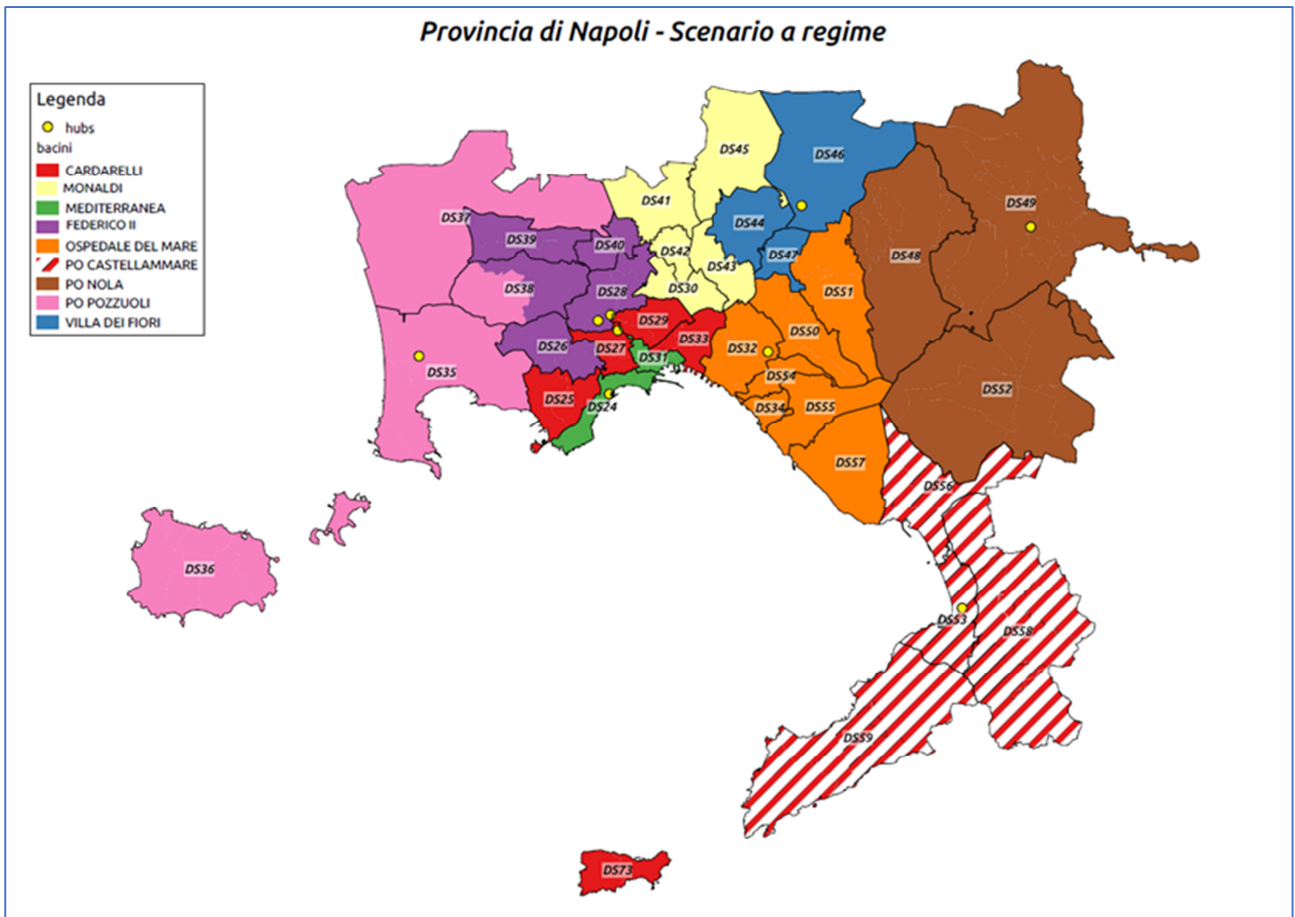 Provincia di Napoli - Scenario a regime
Legenda
hubs
bacini
CARDARELLI
MONALDI
MEDITERRANEA
FEDERICO II
OSPEDALE DEL MARE
PO CASTELLAMMARE
PO NOLA
PO POZZUOLI
VILLA DEI FIORI
DS45
DS46
DS41
DS49
DS37
DS44
DS39
DS40
DS42
DS47
DS48
DS43
DS38
DS28
DS30
DS51
DS29
DS50
DS33
DS26
DS27
DS32
DS31
DS35
DS54
DS52
DS25
DS24
DS34
DS55
DS57
DS56
DS36
DS53
DS58
DS59
DS73